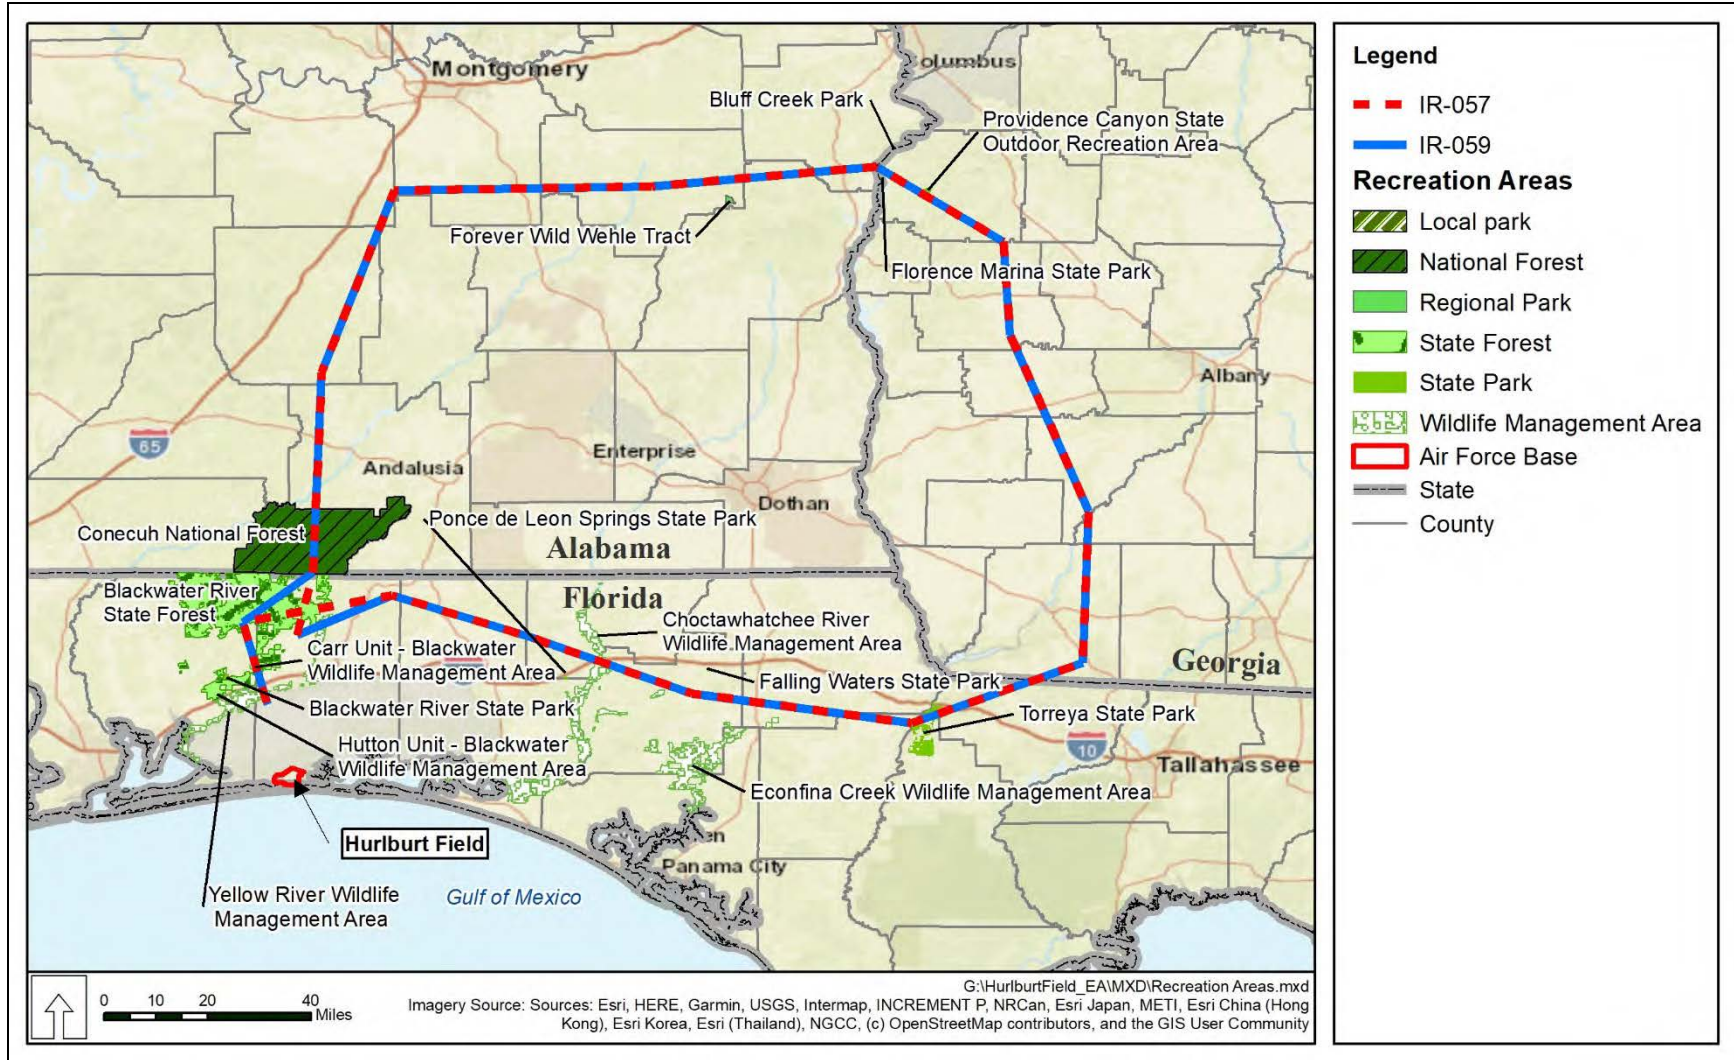 Montgomery
Columbus
Bluff Creek Park
Providence Canyon State
Outdoor Recreation Area
Forever Wild Wehle Tract
Florence Marina State Park
Albany
65
Enterprise
Andalusia
Dothan
Ponce de Leon Springs State Park
Conecuh National Forest
Alabama
Florida
Blackwater River
State Forest
Choctawhatchee River
Wildlife Management Area
Carr Unit - Blackwater
Wildlife Management Area
Georgia
Falling Waters State Park
Blackwater River State Park
Torreya State Park
Hutton Unit - Blackwater
Wildlife Management Area
10
Tallahassee
Econfina Creek Wildlife Management Area
Hurlburt Field
Panama City
Yellow River Wildlife
Management Area
Gulf of Mexico
0 10 20 40
Miles
G:\HurlburtField_EA\MXD\Recreation Areas.mxd
Imagery Source: Sources: Esri, HERE, Garmin, USGS, Intermap, INCREMENT P, NRCan, Esri Japan, METI, Esri China (Hong
Kong), Esri Korea, Esri (Thailand), NGCC, (c) OpenStreetMap contributors, and the GIS User Community
Legend
IR-057
IR-059
Recreation Areas
Local park
National Forest
Regional Park
State Forest
State Park
Wildlife Management Area
Air Force Base
State
County